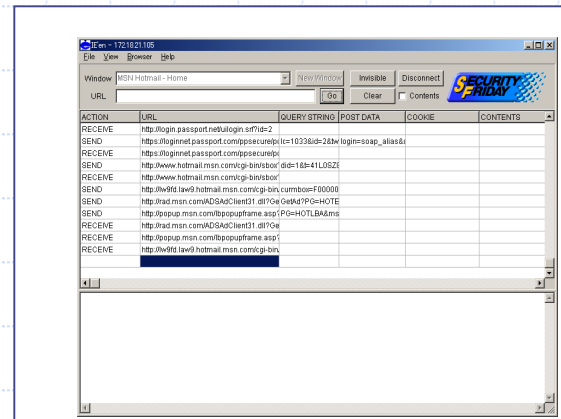 IE'en - 172.18.21.105
File View Browser Help
Window MSN Hotmail - Home New Window Invisible Disconnect
SECURITY FRIDAY
URL Go Clear Contents
ACTION URL QUERY STRING POST DATA COOKIE CONTENTS
RECEIVE http://login.passport.net/uilogin.srf?id=2
SEND https://loginnet.passport.com/ppsecure/po lc=1033&id=2&tw login=soap_alias&
RECEIVE https://loginnet.passport.com/ppsecure/po
SEND http://www.hotmail.msn.com/cgi-bin/sbox? did=1&t=41L0SZE
RECEIVE http://www.hotmail.msn.com/cgi-bin/sbox?
SEND http://lw9fd.law9.hotmail.msn.com/cgi-bin/ curmbox=F00000
SEND http://rad.msn.com/ADSAdClient31.dll?Ge GetAd?PG=HOTE
SEND http://popup.msn.com/lbpopupframe.asp? PG=HOTLBA&ms
RECEIVE http://rad.msn.com/ADSAdClient31.dll?Ge
RECEIVE http://popup.msn.com/lbpopupframe.asp?
RECEIVE http://lw9fd.law9.hotmail.msn.com/cgi-bin/